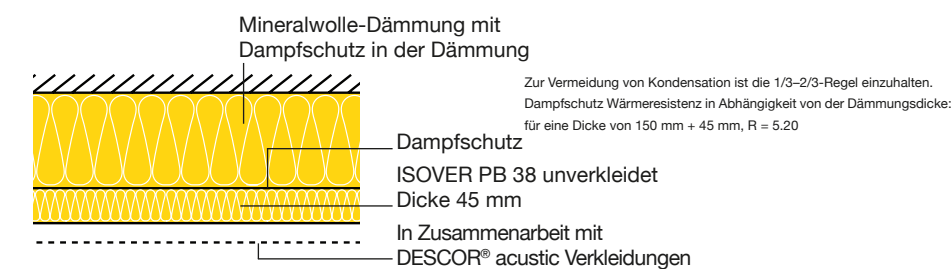 Mineralwolle-Dämmung mit
Dampfschutz in der Dämmung
Zur Vermeidung von Kondensation ist die 1/3–2/3-Regel einzuhalten.
Dampfschutz Wärmeresistenz in Abhängigkeit von der Dämmungsdicke:
für eine Dicke von 150 mm + 45 mm, R = 5.20
Dampfschutz
ISOVER PB 38 unverkleidet
Dicke 45 mm
In Zusammenarbeit mit
DESCOR® acustic Verkleidungen